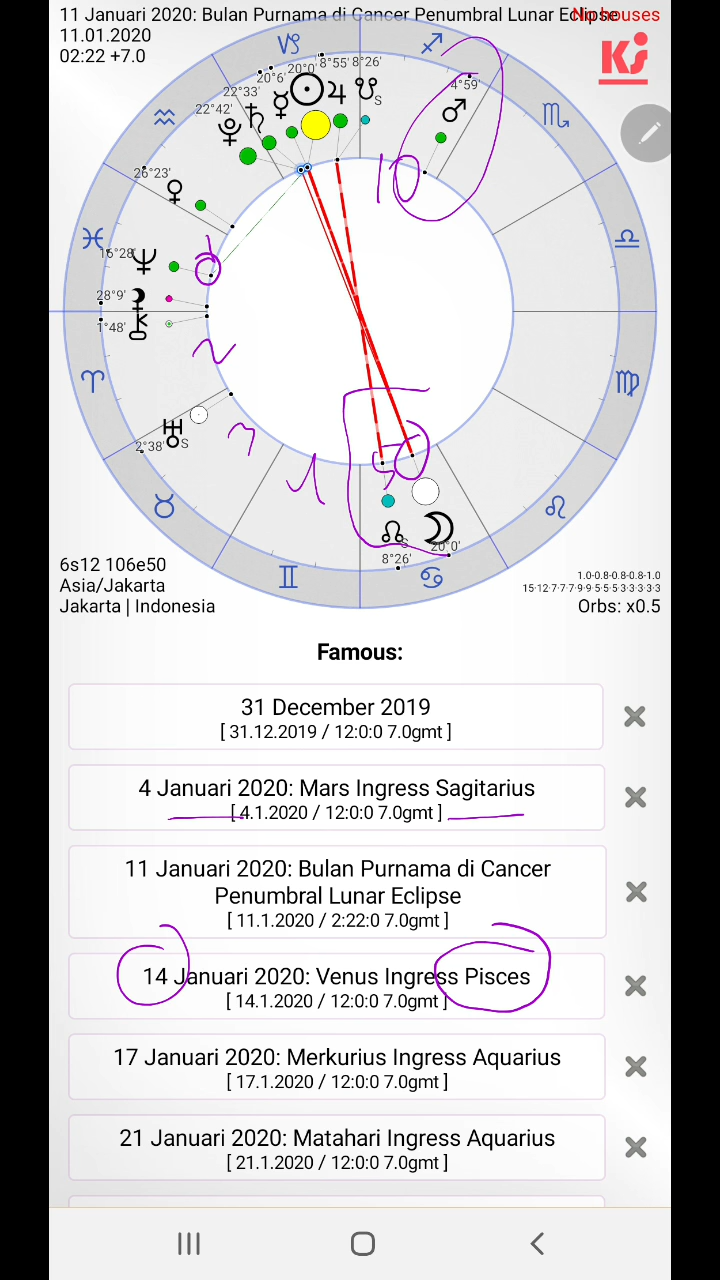 11 Januari 2020: Bulan Purnama di Cancer Penumbral Lunar Eclipse
No houses
11.01.2020
02:22 +7.0
KJ
20°0' 8°55' 8°26'
20°6'
4°59'
22°33'
22°42'
S
26°23'
16°28'
28°9'
1°48'
2°38' S
1
1
2
3
4
5
S
20°0'
8°26'
6s12 106e50
Asia/Jakarta
Jakarta | Indonesia
1.0-0.8-0.8-0.8-1.0
15·12·7·7·7·9·9·5·5·5·3·3·3·3·3
Orbs: x0.5
Famous:
31 December 2019
[ 31.12.2019 / 12:0:0 7.0gmt ]
4 Januari 2020: Mars Ingress Sagitarius
[ 4.1.2020 / 12:0:0 7.0gmt ]
11 Januari 2020: Bulan Purnama di Cancer
Penumbral Lunar Eclipse
[ 11.1.2020 / 2:22:0 7.0gmt ]
14 Januari 2020: Venus Ingress Pisces
[ 14.1.2020 / 12:0:0 7.0gmt ]
17 Januari 2020: Merkurius Ingress Aquarius
[ 17.1.2020 / 12:0:0 7.0gmt ]
21 Januari 2020: Matahari Ingress Aquarius
[ 21.1.2020 / 12:0:0 7.0gmt ]